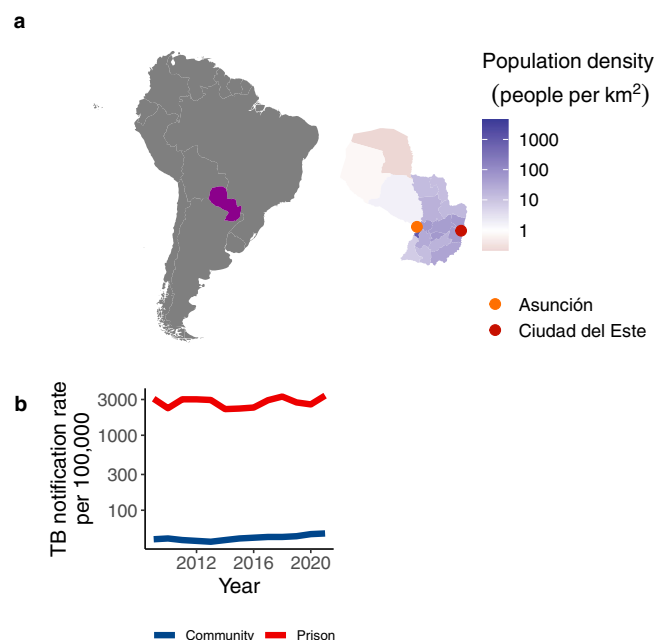 a
Population density
(people per km²)
1000
100
10
1
Asunción
Ciudad del Este
b
TB notification rate
per 100,000
3000
1000
300
100
2012 2016 2020
Year
Community Prison